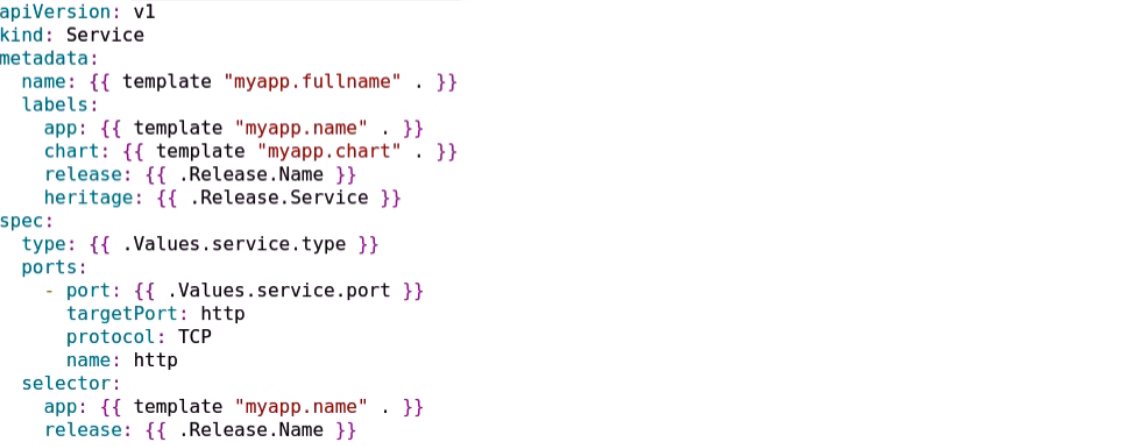 apiVersion: v1
kind: Service
metadata:
  name: {{ template "myapp.fullname" . }}
  labels:
    app: {{ template "myapp.name" . }}
    chart: {{ template "myapp.chart" . }}
    release: {{ .Release.Name }}
    heritage: {{ .Release.Service }}
spec:
  type: {{ .Values.service.type }}
  ports:
    - port: {{ .Values.service.port }}
      targetPort: http
      protocol: TCP
      name: http
  selector:
    app: {{ template "myapp.name" . }}
    release: {{ .Release.Name }}